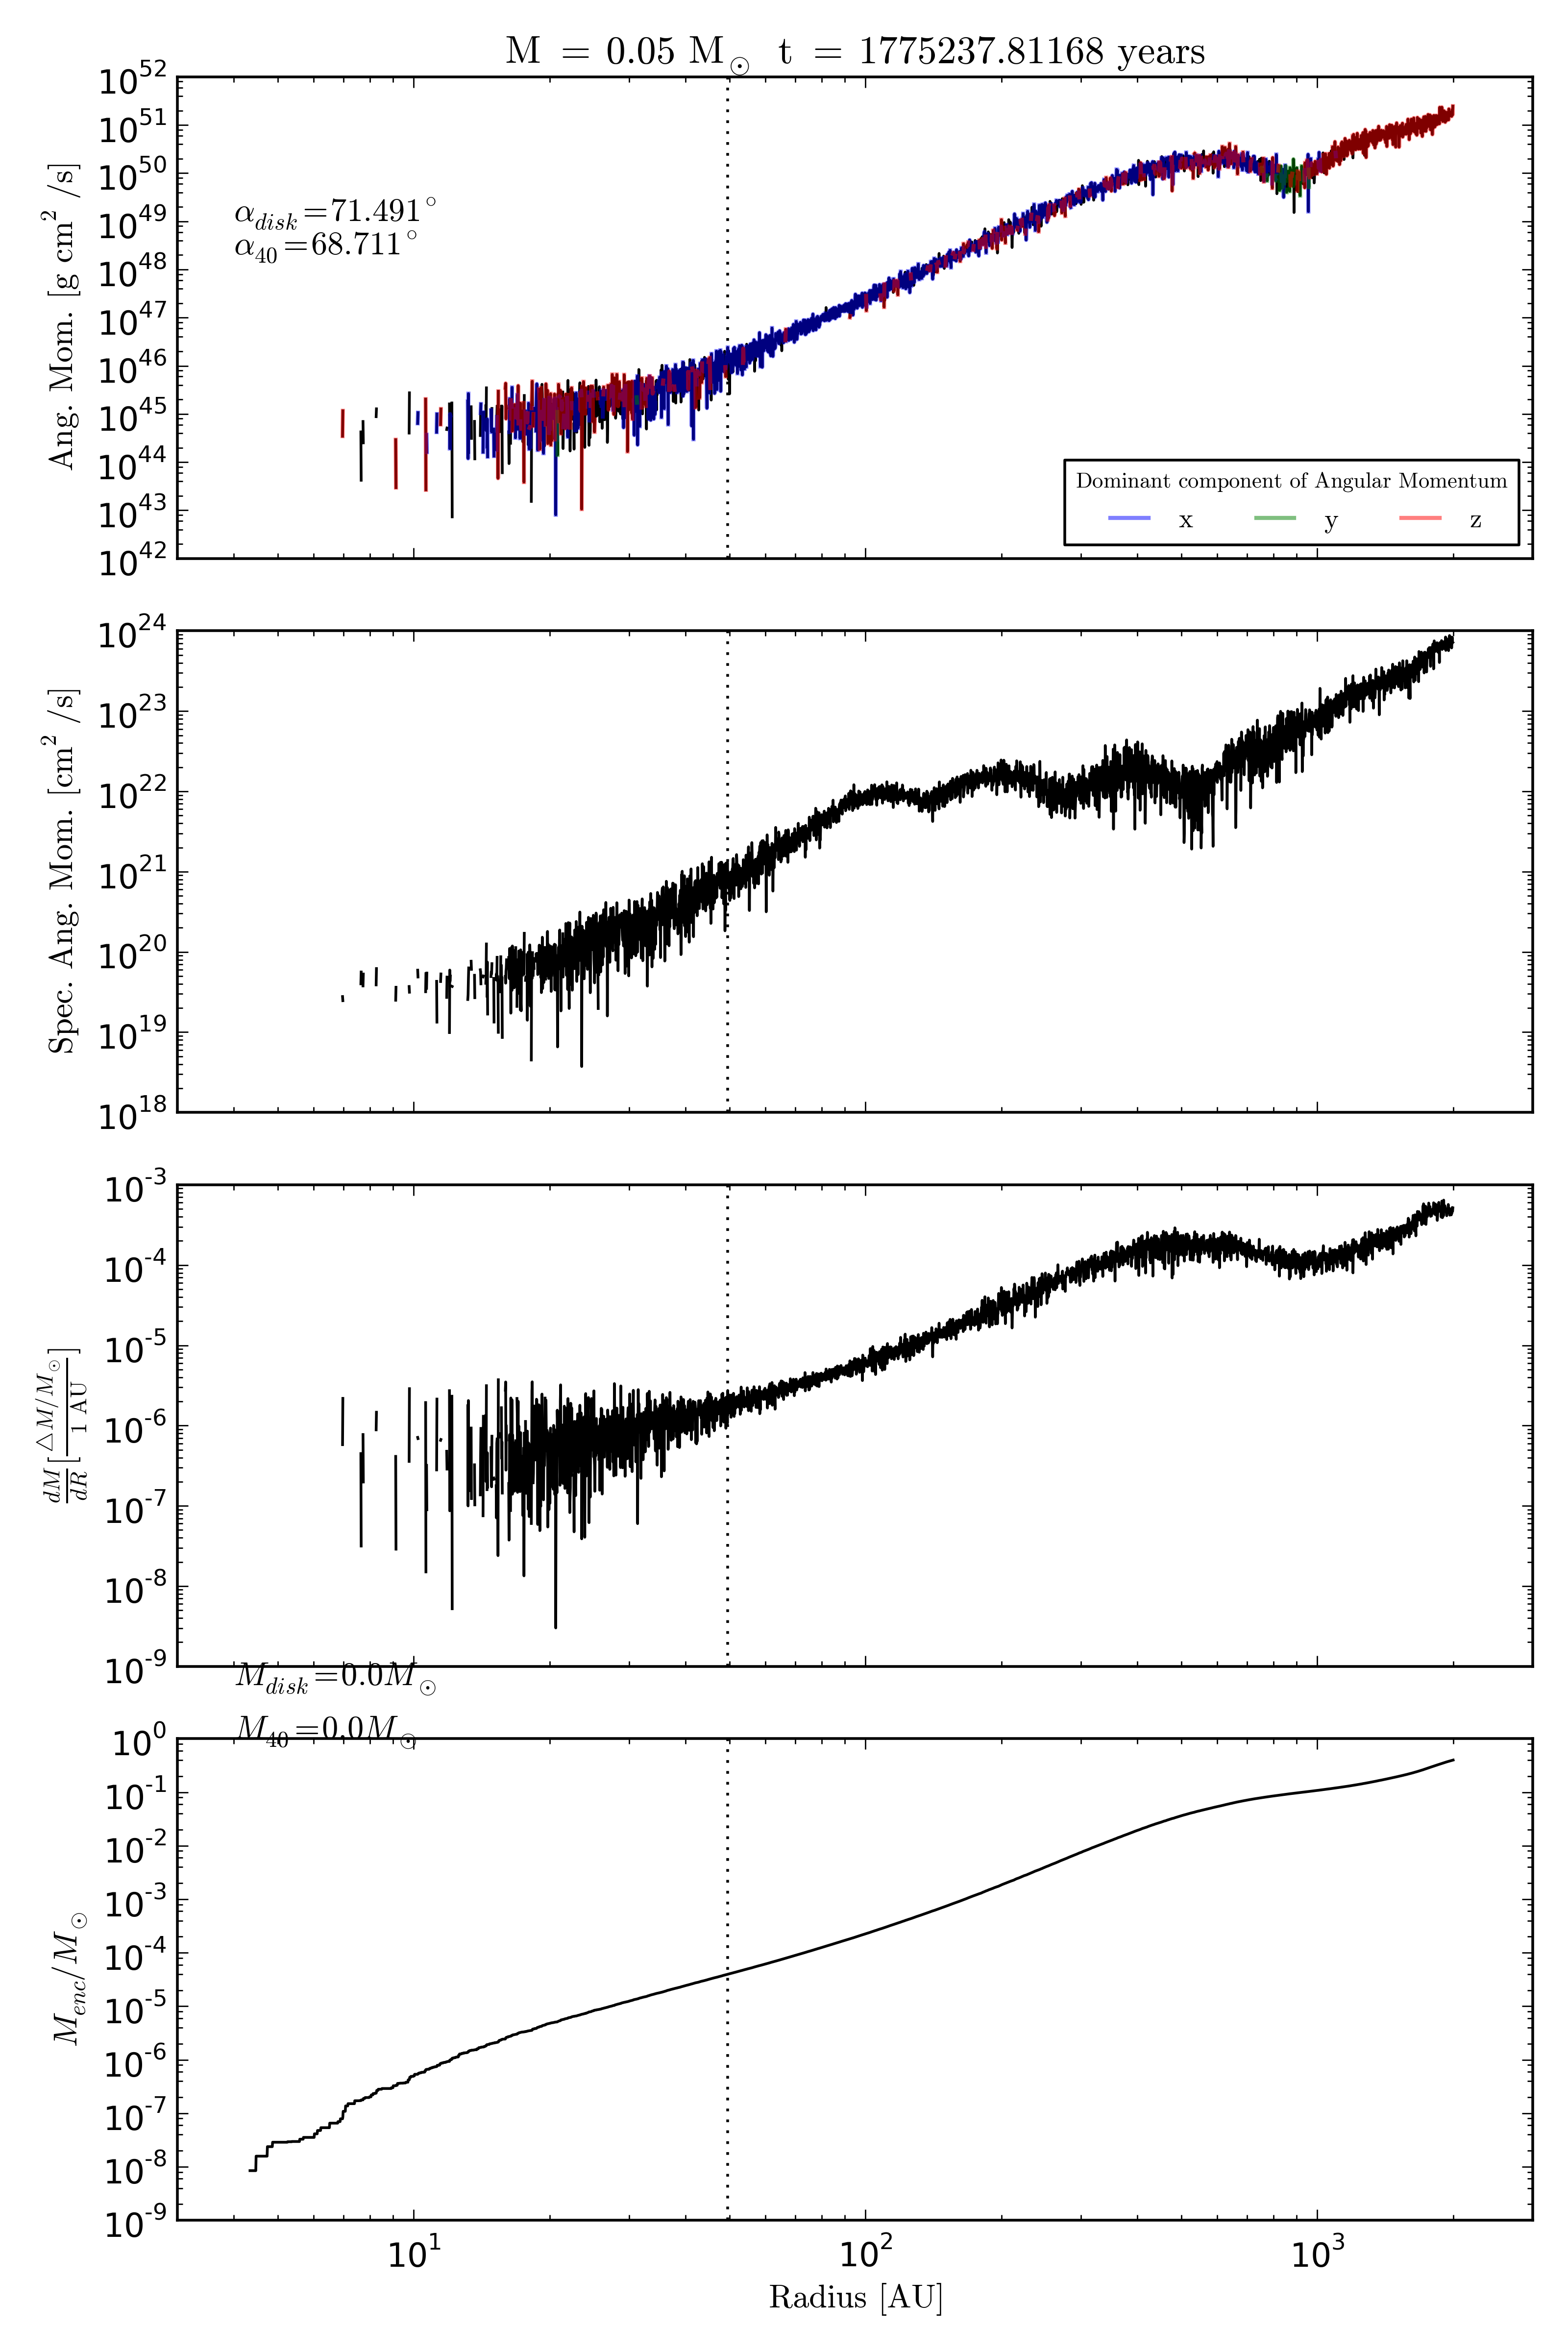 M = 0.05 M⊙ t = 1775237.81168 years
10^52
10^51
10^50
10^49
10^48
10^47
10^46
10^45
10^44
10^43
10^42
Ang. Mom. [g cm^2 /s]
α_disk=71.491°
α_40=68.711°
Dominant component of Angular Momentum
x y z
10^24
10^23
10^22
10^21
10^20
10^19
10^18
Spec. Ang. Mom. [cm^2 /s]
10^-3
10^-4
10^-5
10^-6
10^-7
10^-8
10^-9
dM/dR [△M/M⊙ / 1 AU]
M_disk=0.0M⊙
M_40=0.0M⊙
10^0
10^-1
10^-2
10^-3
10^-4
10^-5
10^-6
10^-7
10^-8
10^-9
M_enc/M⊙
10^1 10^2 10^3
Radius [AU]